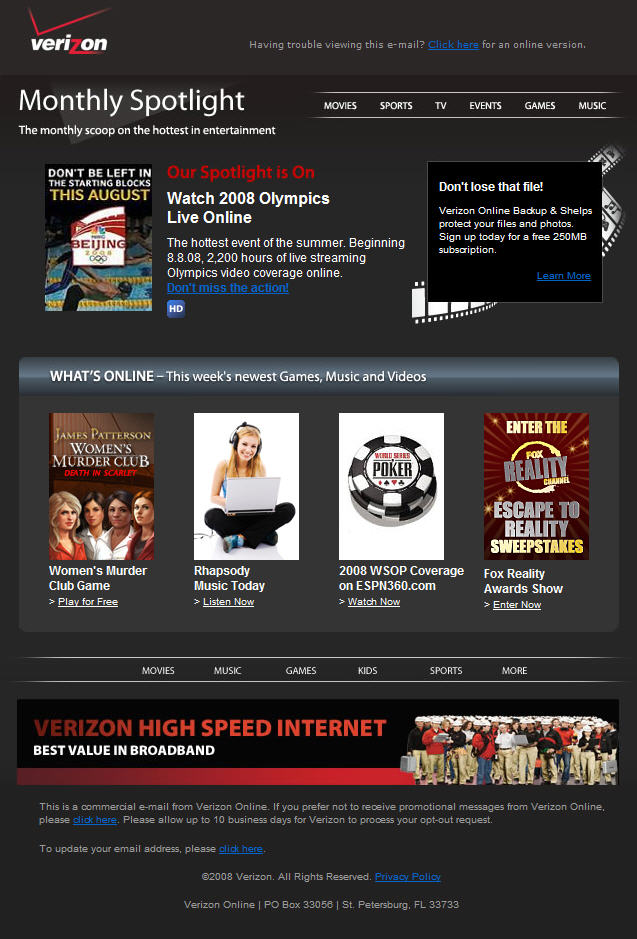 verizon
Having trouble viewing this e-mail? Click here for an online version.
Monthly Spotlight
The monthly scoop on the hottest in entertainment
MOVIES SPORTS TV EVENTS GAMES MUSIC
DON'T BE LEFT IN
THE STARTING BLOCKS
THIS AUGUST
NBC
BEIJING
2008
Our Spotlight is On
Watch 2008 Olympics
Live Online
The hottest event of the summer. Beginning
8.8.08, 2,200 hours of live streaming
Olympics video coverage online.
Don't miss the action!
HD
Don't lose that file!
Verizon Online Backup & Shelps
protect your files and photos.
Sign up today for a free 250MB
subscription.
Learn More
WHAT'S ONLINE – This week's newest Games, Music and Videos
JAMES PATTERSON
WOMEN'S
MURDER CLUB
DEATH IN SCARLET
Women's Murder
Club Game
> Play for Free
Rhapsody
Music Today
> Listen Now
WORLD SERIES
POKER
2008 WSOP Coverage
on ESPN360.com
> Watch Now
ENTER THE
FOX
REALITY
CHANNEL
ESCAPE TO
REALITY
SWEEPSTAKES
Fox Reality
Awards Show
> Enter Now
MOVIES MUSIC GAMES KIDS SPORTS MORE
VERIZON HIGH SPEED INTERNET
BEST VALUE IN BROADBAND
This is a commercial e-mail from Verizon Online. If you prefer not to receive promotional messages from Verizon Online,
please click here. Please allow up to 10 business days for Verizon to process your opt-out request.
To update your email address, please click here.
©2008 Verizon. All Rights Reserved. Privacy Policy
Verizon Online | PO Box 33056 | St. Petersburg, FL 33733